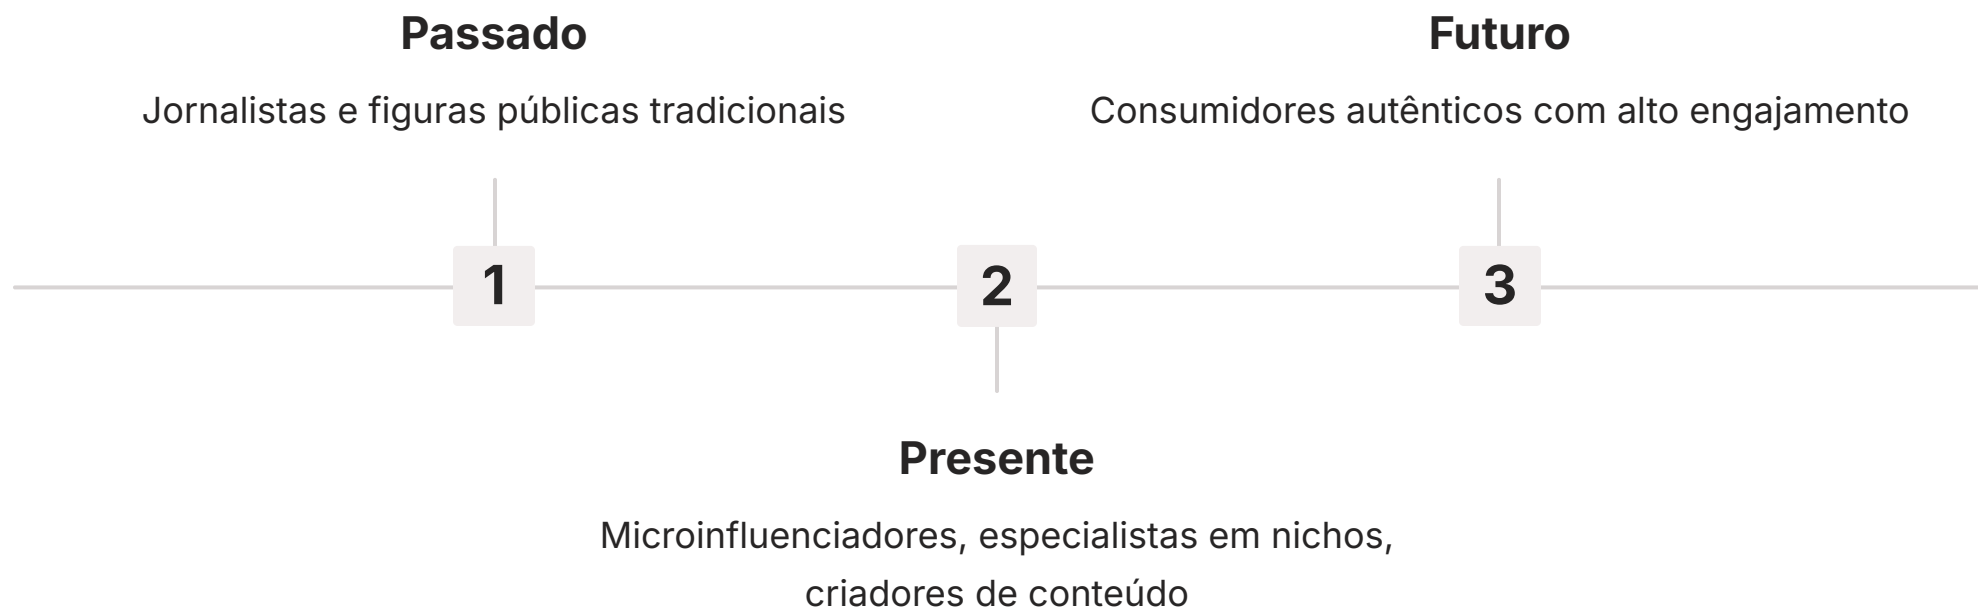 Passado
Jornalistas e figuras públicas tradicionais
Futuro
Consumidores autênticos com alto engajamento
1
2
3
Presente
Microinfluenciadores, especialistas em nichos,
criadores de conteúdo